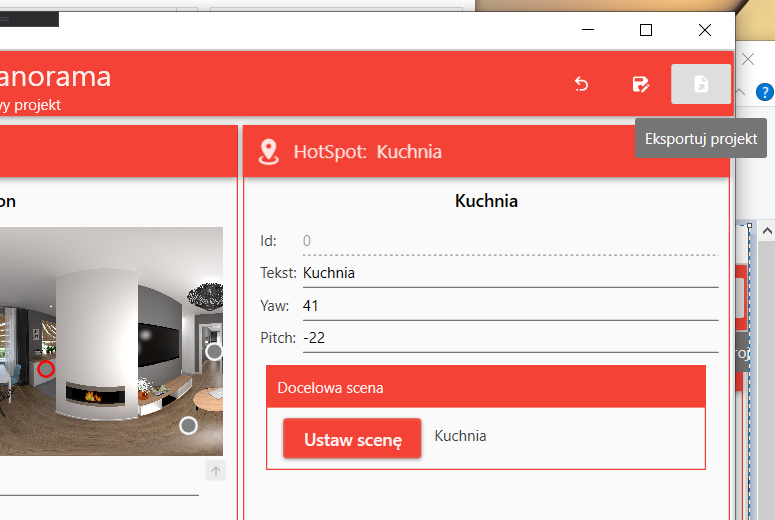 anorama
wy projekt
Eksportuj projekt
HotSpot: Kuchnia
on
Kuchnia
Id: 0
Tekst: Kuchnia
Yaw: 41
Pitch: -22
Docelowa scena
Ustaw scenę Kuchnia
?
roj